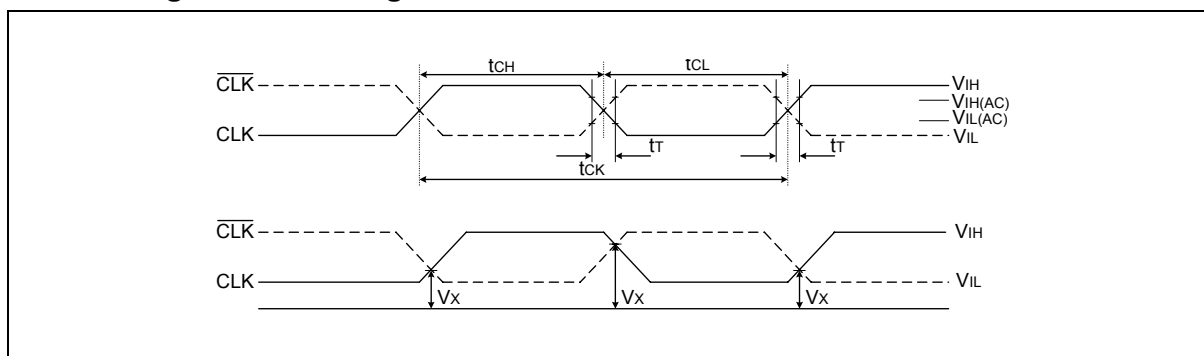 tCH tCL
CLK VIH
VIH(AC)
VIL(AC)
CLK VIL
tT tT
tCK
CLK VIH
CLK VIL
VX VX VX